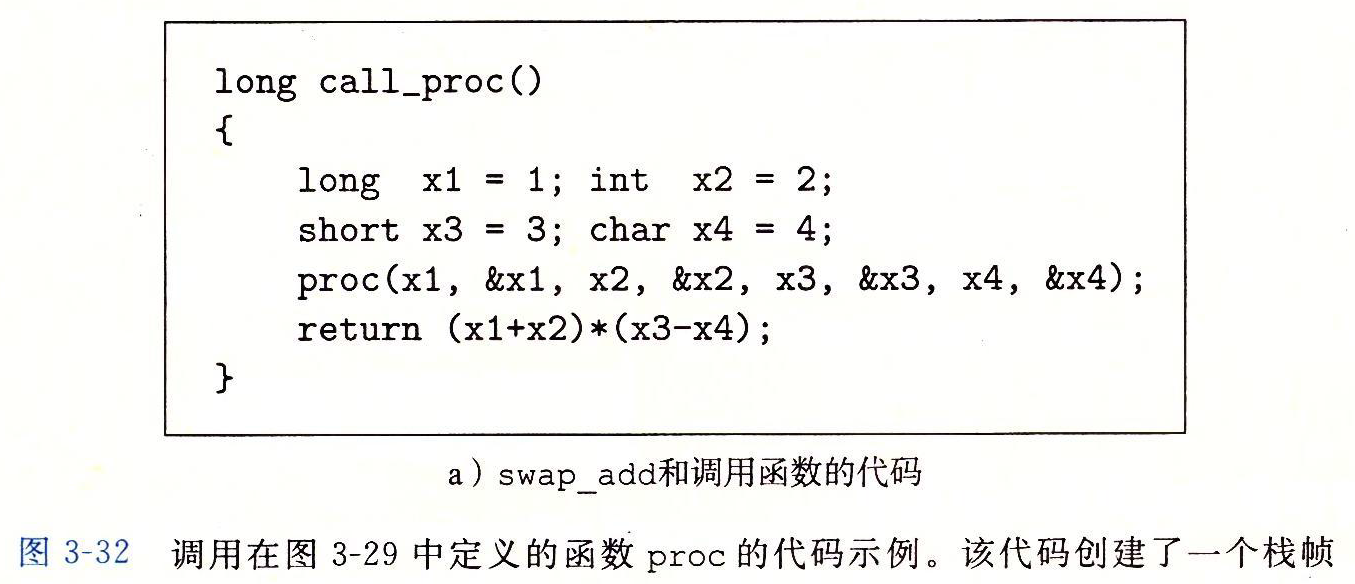 long call_proc()
{
    long  x1 = 1; int  x2 = 2;
    short x3 = 3; char x4 = 4;
    proc(x1, &x1, x2, &x2, x3, &x3, x4, &x4);
    return (x1+x2)*(x3-x4);
}
a）swap_add和调用函数的代码
图 3-32 调用在图 3-29 中定义的函数 proc 的代码示例。该代码创建了一个栈帧